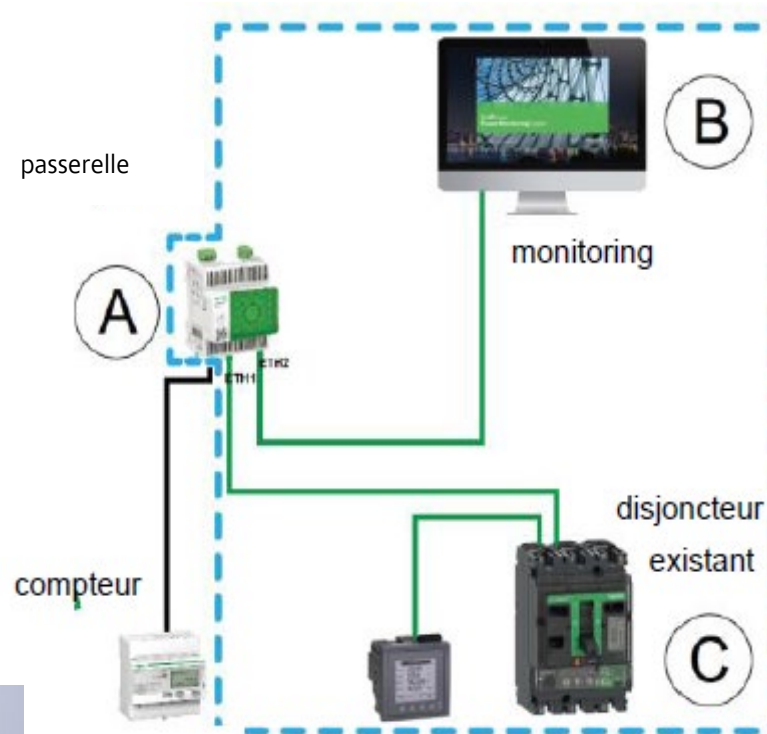 passerelle
B
monitoring
A
ETH2
ETH1
disjoncteur
existant
compteur
C